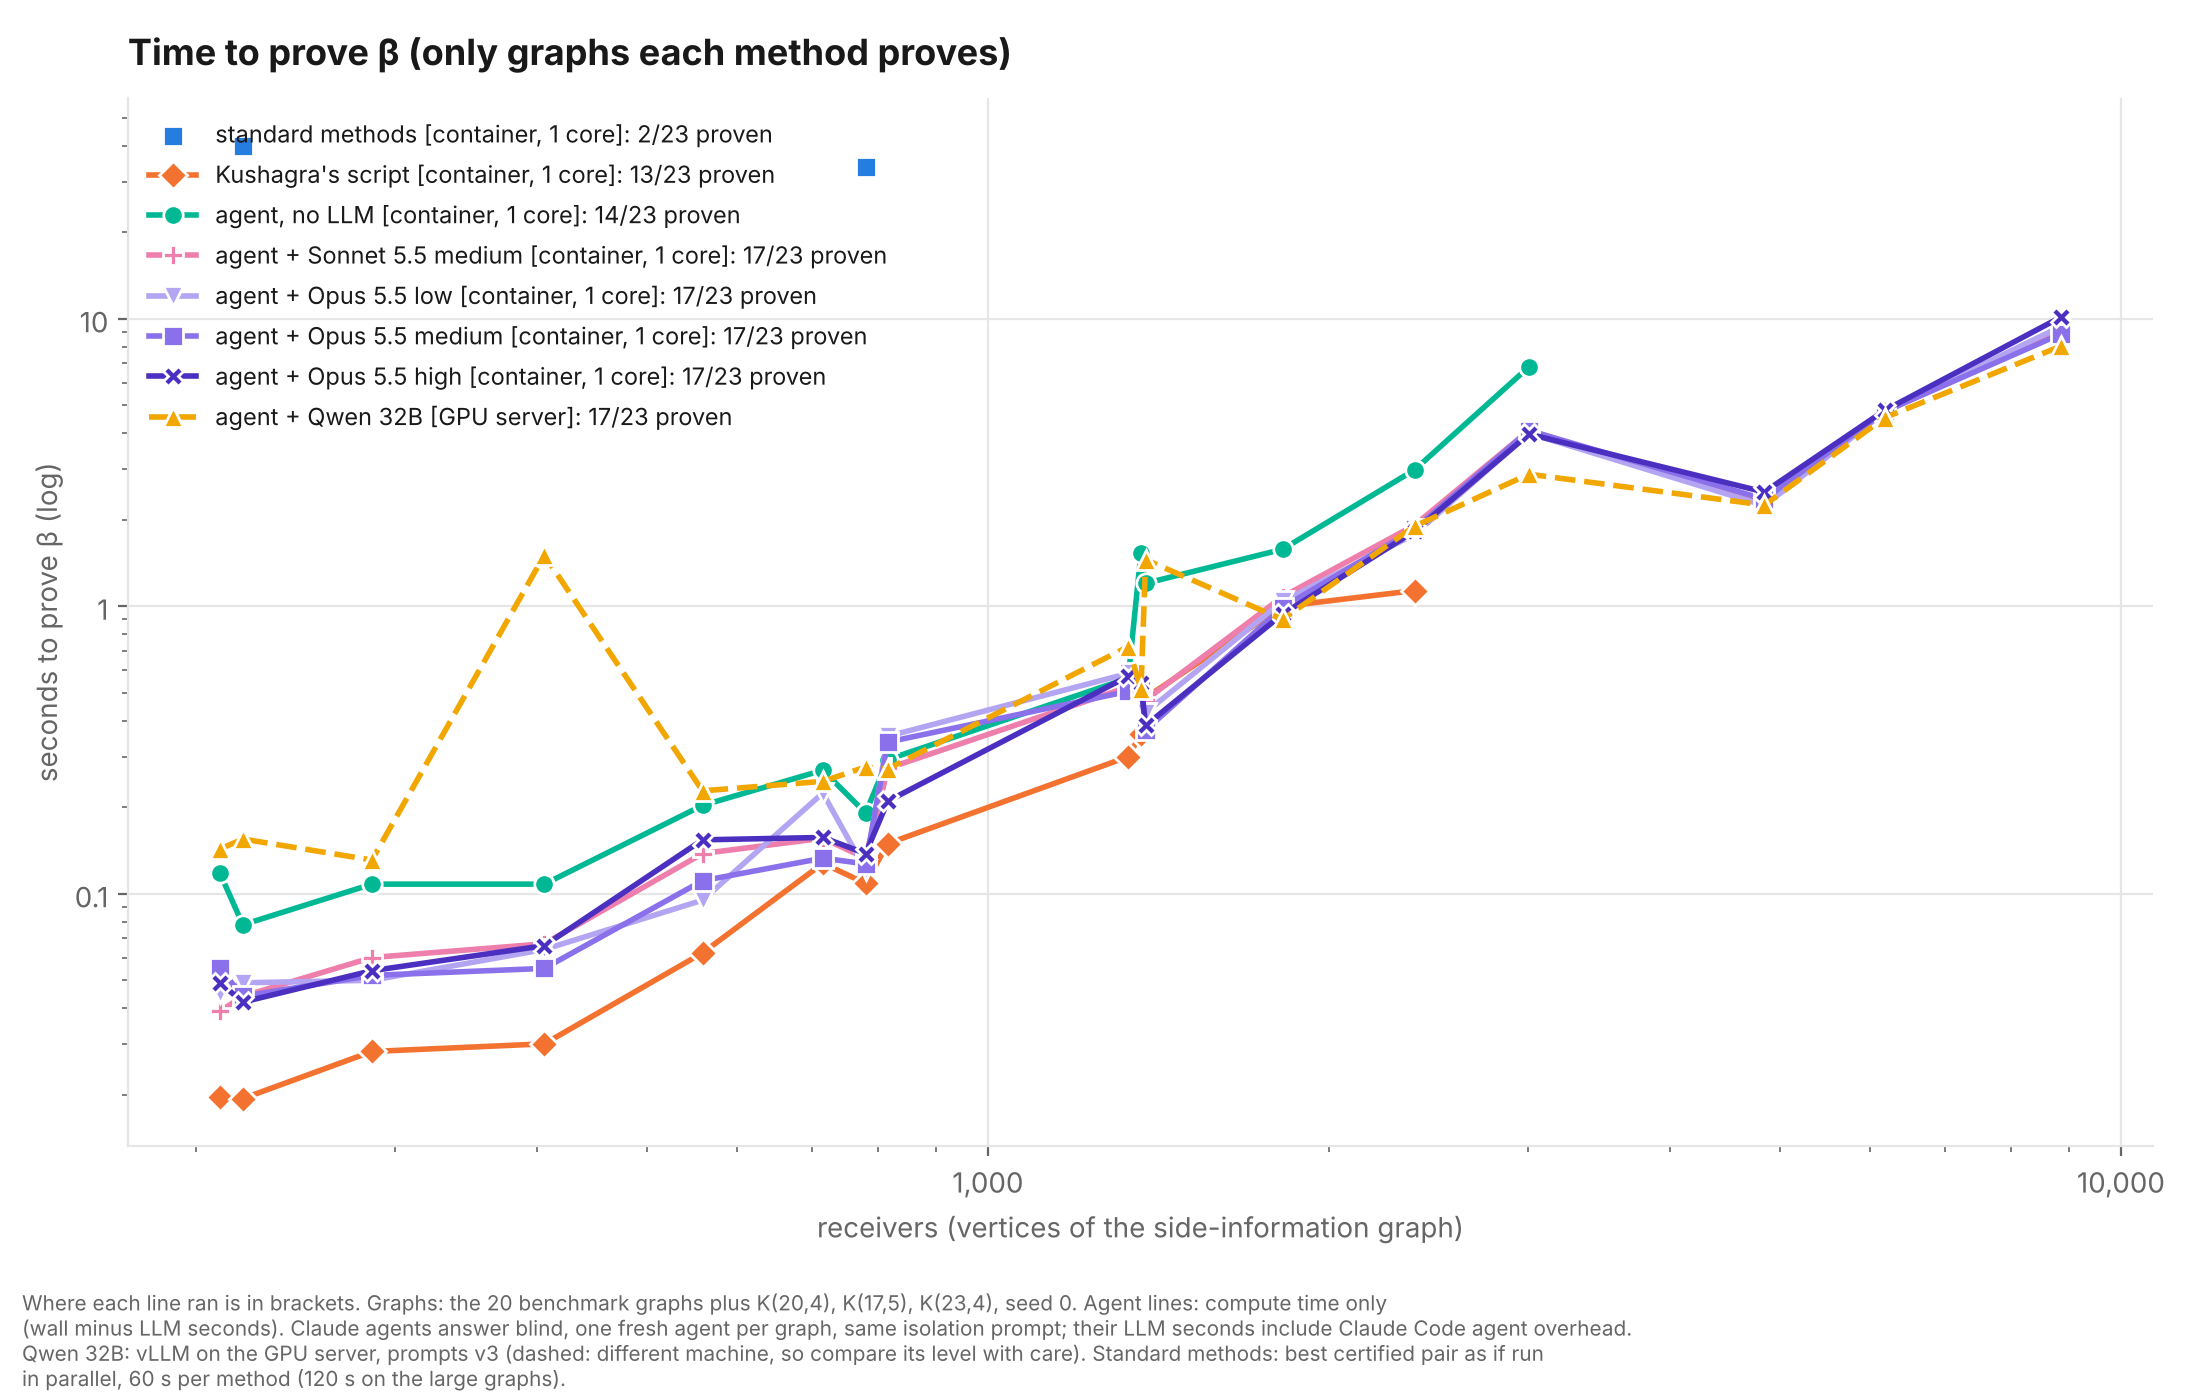 Time to prove β (only graphs each method proves)
standard methods [container, 1 core]: 2/23 proven
Kushagra's script [container, 1 core]: 13/23 proven
agent, no LLM [container, 1 core]: 14/23 proven
agent + Sonnet 5.5 medium [container, 1 core]: 17/23 proven
agent + Opus 5.5 low [container, 1 core]: 17/23 proven
agent + Opus 5.5 medium [container, 1 core]: 17/23 proven
agent + Opus 5.5 high [container, 1 core]: 17/23 proven
agent + Qwen 32B [GPU server]: 17/23 proven
seconds to prove β (log)
10
1
0.1
1,000
10,000
receivers (vertices of the side-information graph)
Where each line ran is in brackets. Graphs: the 20 benchmark graphs plus K(20,4), K(17,5), K(23,4), seed 0. Agent lines: compute time only
(wall minus LLM seconds). Claude agents answer blind, one fresh agent per graph, same isolation prompt; their LLM seconds include Claude Code agent overhead.
Qwen 32B: vLLM on the GPU server, prompts v3 (dashed: different machine, so compare its level with care). Standard methods: best certified pair as if run
in parallel, 60 s per method (120 s on the large graphs).